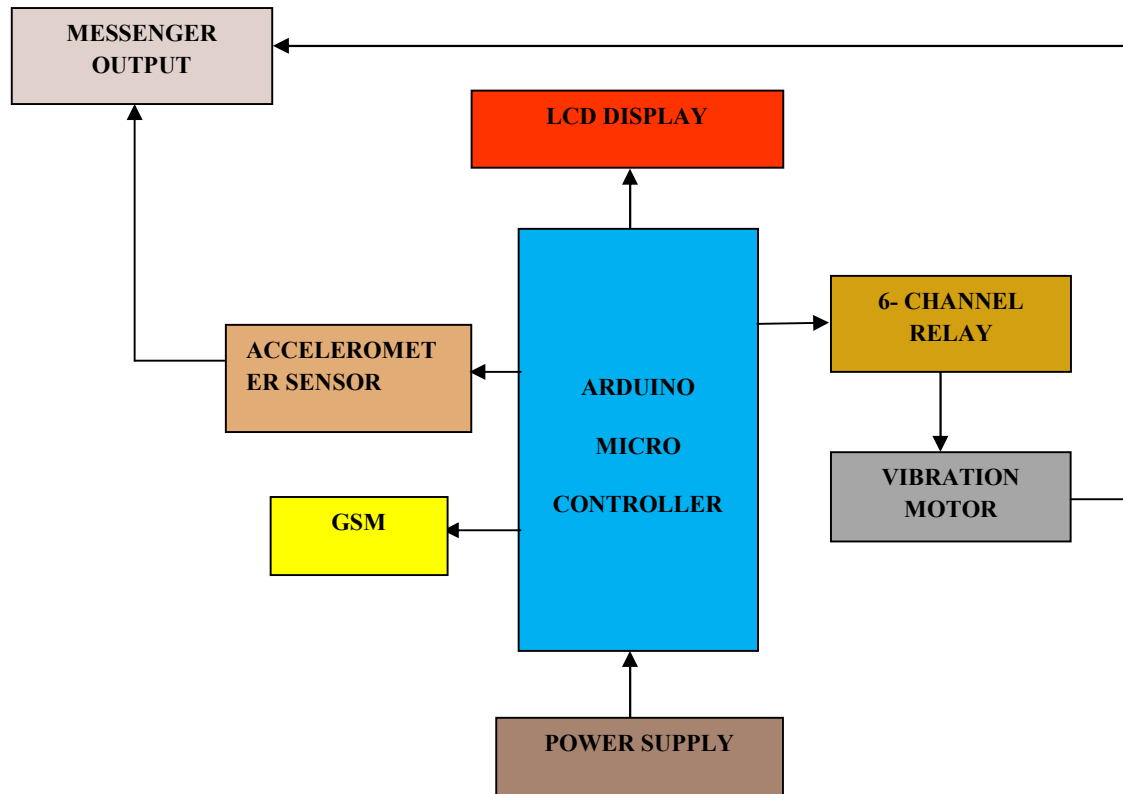 MESSENGER
OUTPUT
LCD DISPLAY
6- CHANNEL
RELAY
ACCELEROMET
ER SENSOR
ARDUINO
MICRO
CONTROLLER
VIBRATION
MOTOR
GSM
POWER SUPPLY